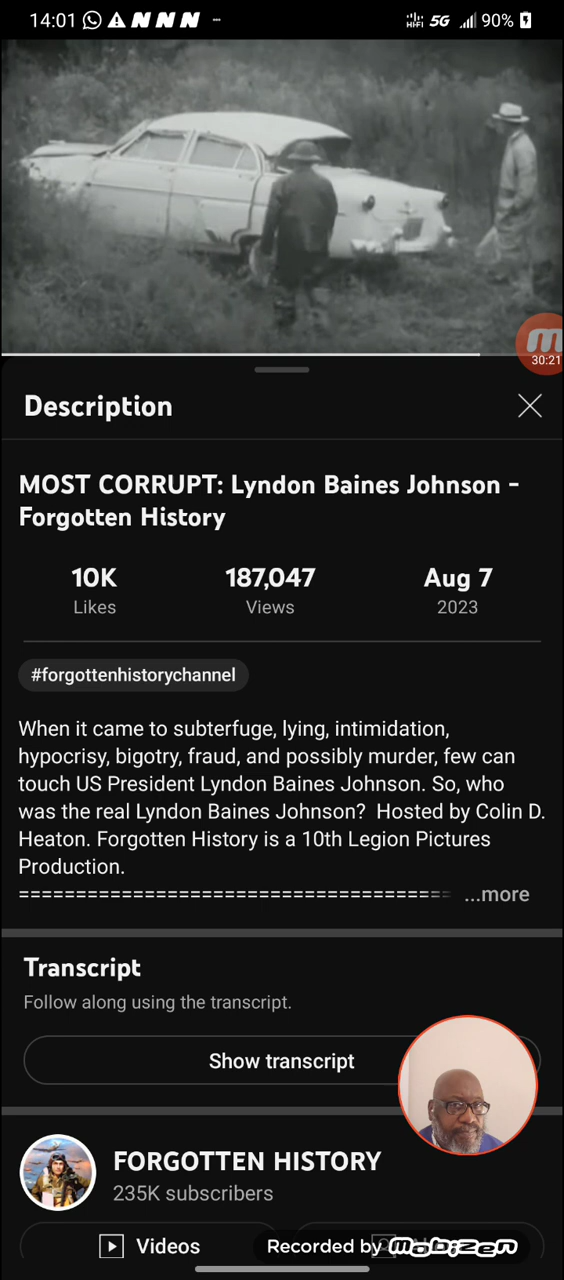 14:01 N N N HiFi 5G 90%
30:21
Description
MOST CORRUPT: Lyndon Baines Johnson -
Forgotten History
10K 187,047 Aug 7
Likes Views 2023
#forgottenhistorychannel
When it came to subterfuge, lying, intimidation,
hypocrisy, bigotry, fraud, and possibly murder, few can
touch US President Lyndon Baines Johnson. So, who
was the real Lyndon Baines Johnson?  Hosted by Colin D.
Heaton. Forgotten History is a 10th Legion Pictures
Production.
====================================== ...more
Transcript
Follow along using the transcript.
Show transcript
FORGOTTEN HISTORY
235K subscribers
Videos
Recorded by mobizen